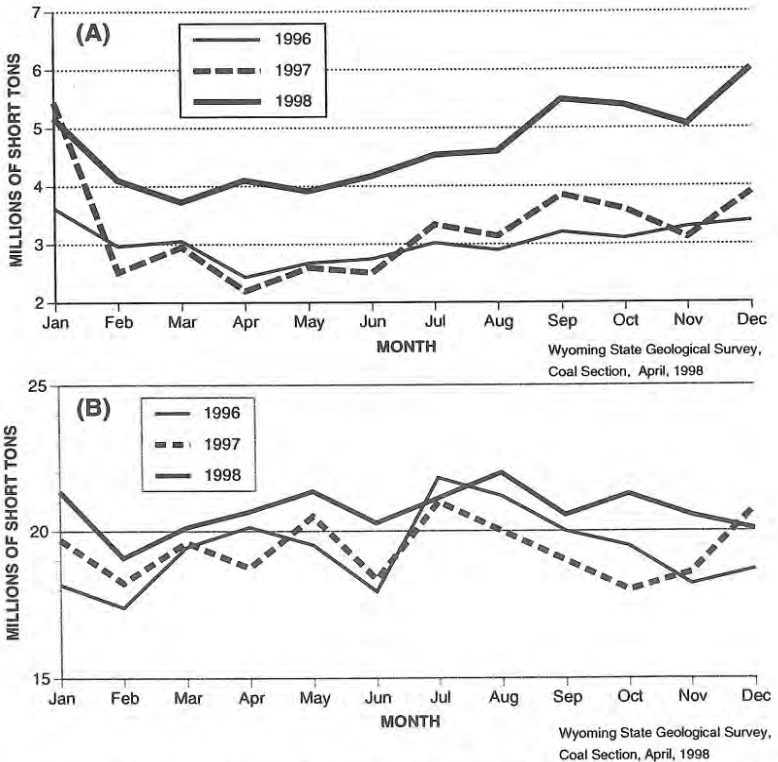 (A)
1996
1997
1998
7
6
5
4
3
2
MILLIONS OF SHORT TONS
Jan Feb Mar Apr May Jun Jul Aug Sep Oct Nov Dec
MONTH
Wyoming State Geological Survey,
Coal Section, April, 1998
(B)
1996
1997
1998
25
20
15
MILLIONS OF SHORT TONS
Jan Feb Mar Apr May Jun Jul Aug Sep Oct Nov Dec
MONTH
Wyoming State Geological Survey,
Coal Section, April, 1998